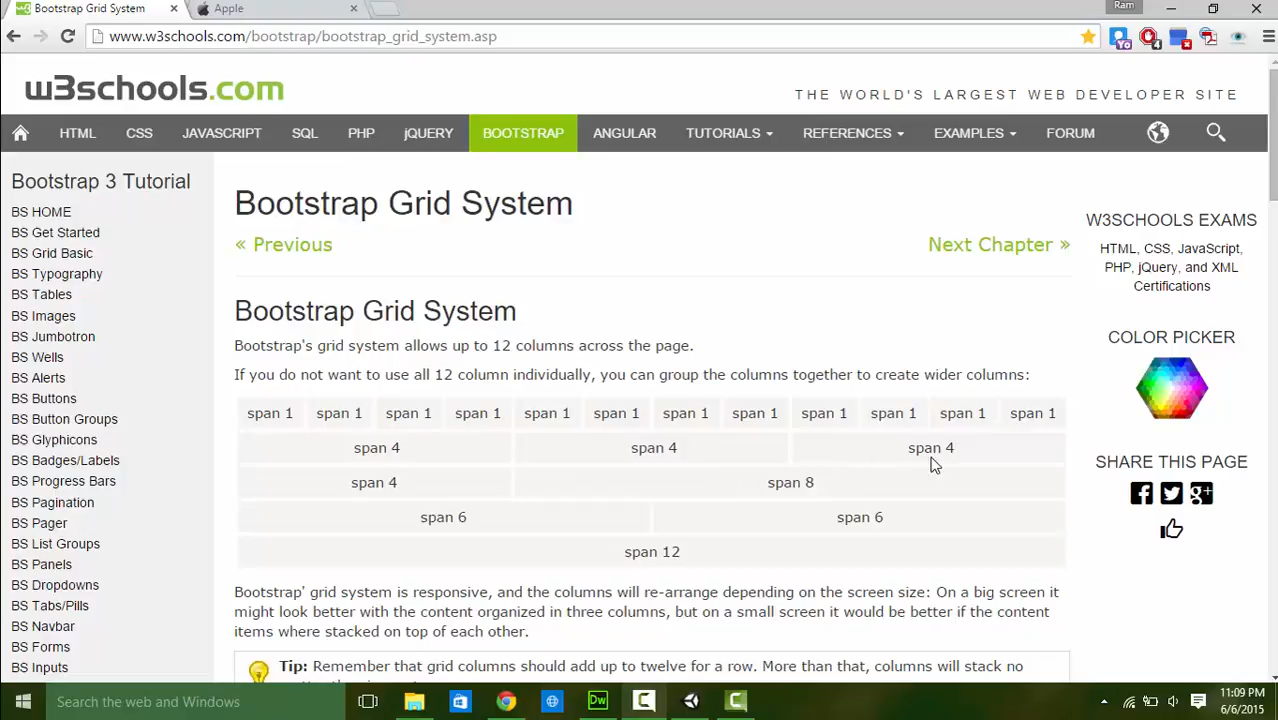 Bootstrap Grid System
Apple
Ram
www.w3schools.com/bootstrap/bootstrap_grid_system.asp
w3schools.com
THE WORLD'S LARGEST WEB DEVELOPER SITE
HTML CSS JAVASCRIPT SQL PHP jQUERY BOOTSTRAP ANGULAR TUTORIALS REFERENCES EXAMPLES FORUM
Bootstrap 3 Tutorial
BS HOME
BS Get Started
BS Grid Basic
BS Typography
BS Tables
BS Images
BS Jumbotron
BS Wells
BS Alerts
BS Buttons
BS Button Groups
BS Glyphicons
BS Badges/Labels
BS Progress Bars
BS Pagination
BS Pager
BS List Groups
BS Panels
BS Dropdowns
BS Tabs/Pills
BS Navbar
BS Forms
BS Inputs
Bootstrap Grid System
« Previous
Next Chapter »
Bootstrap Grid System
Bootstrap's grid system allows up to 12 columns across the page.
If you do not want to use all 12 column individually, you can group the columns together to create wider columns:
span 1 span 1 span 1 span 1 span 1 span 1 span 1 span 1 span 1 span 1 span 1 span 1
span 4 span 4 span 4
span 4 span 8
span 6 span 6
span 12
Bootstrap' grid system is responsive, and the columns will re-arrange depending on the screen size: On a big screen it
might look better with the content organized in three columns, but on a small screen it would be better if the content
items where stacked on top of each other.
Tip: Remember that grid columns should add up to twelve for a row. More than that, columns will stack no
W3SCHOOLS EXAMS
HTML, CSS, JavaScript,
PHP, jQuery, and XML
Certifications
COLOR PICKER
SHARE THIS PAGE
Search the web and Windows
11:09 PM
6/6/2015